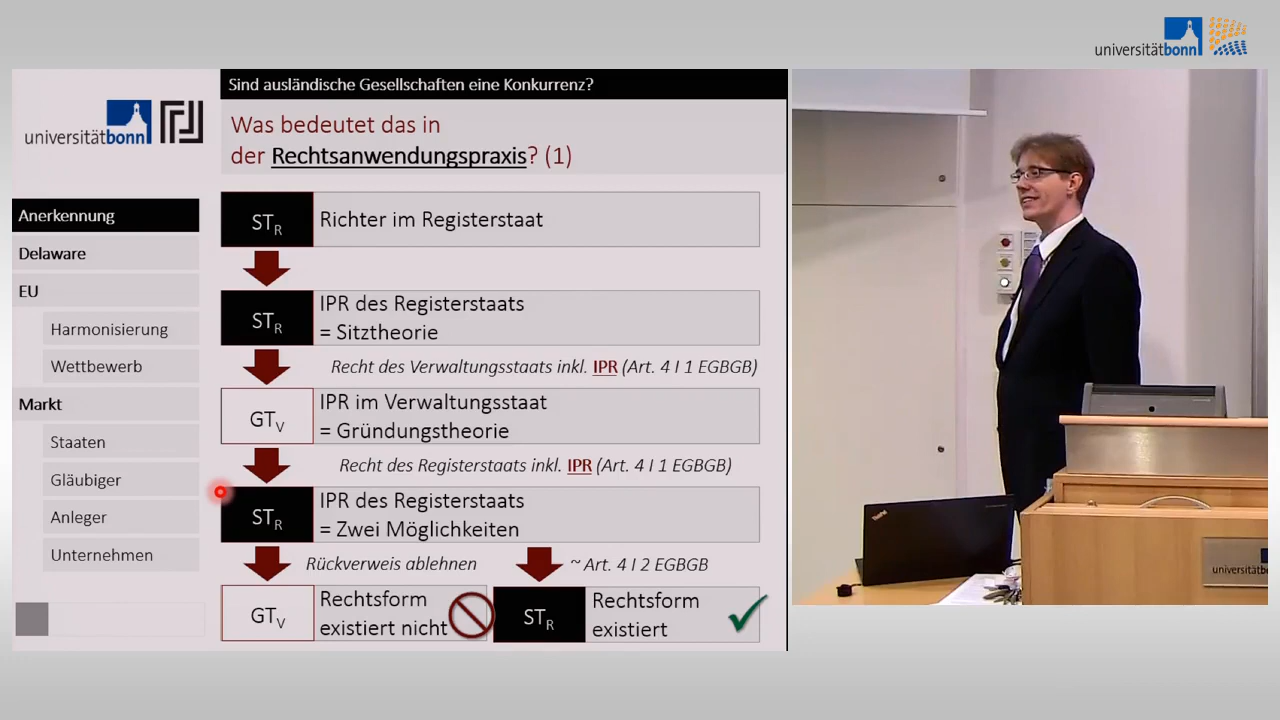 universitätbonn
Sind ausländische Gesellschaften eine Konkurrenz?
universitätbonn
Was bedeutet das in
der Rechtsanwendungspraxis? (1)
Anerkennung
Delaware
EU
Harmonisierung
Wettbewerb
Markt
Staaten
Gläubiger
Anleger
Unternehmen
STR
Richter im Registerstaat
STR
IPR des Registerstaats
= Sitztheorie
Recht des Verwaltungsstaats inkl. IPR (Art. 4 I 1 EGBGB)
GTV
IPR im Verwaltungsstaat
= Gründungstheorie
Recht des Registerstaats inkl. IPR (Art. 4 I 1 EGBGB)
STR
IPR des Registerstaats
= Zwei Möglichkeiten
Rückverweis ablehnen
~ Art. 4 I 2 EGBGB
GTV
Rechtsform
existiert nicht
STR
Rechtsform
existiert
ThinkPad